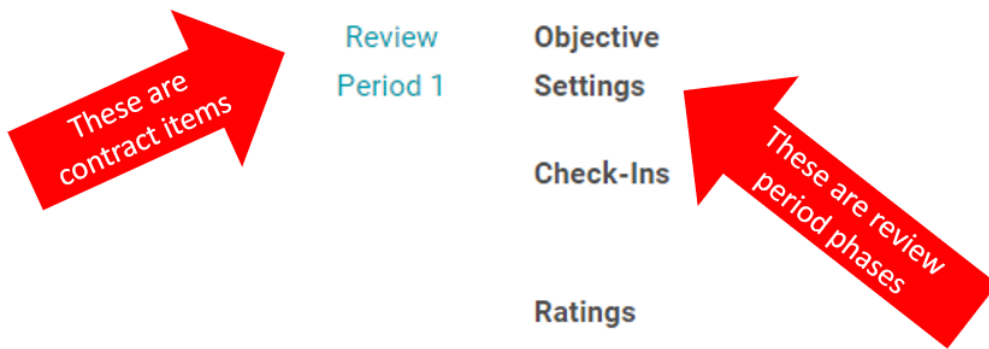 Review
Period 1
Objective
Settings
Check-Ins
Ratings
These are
contract items
These are review
period phases